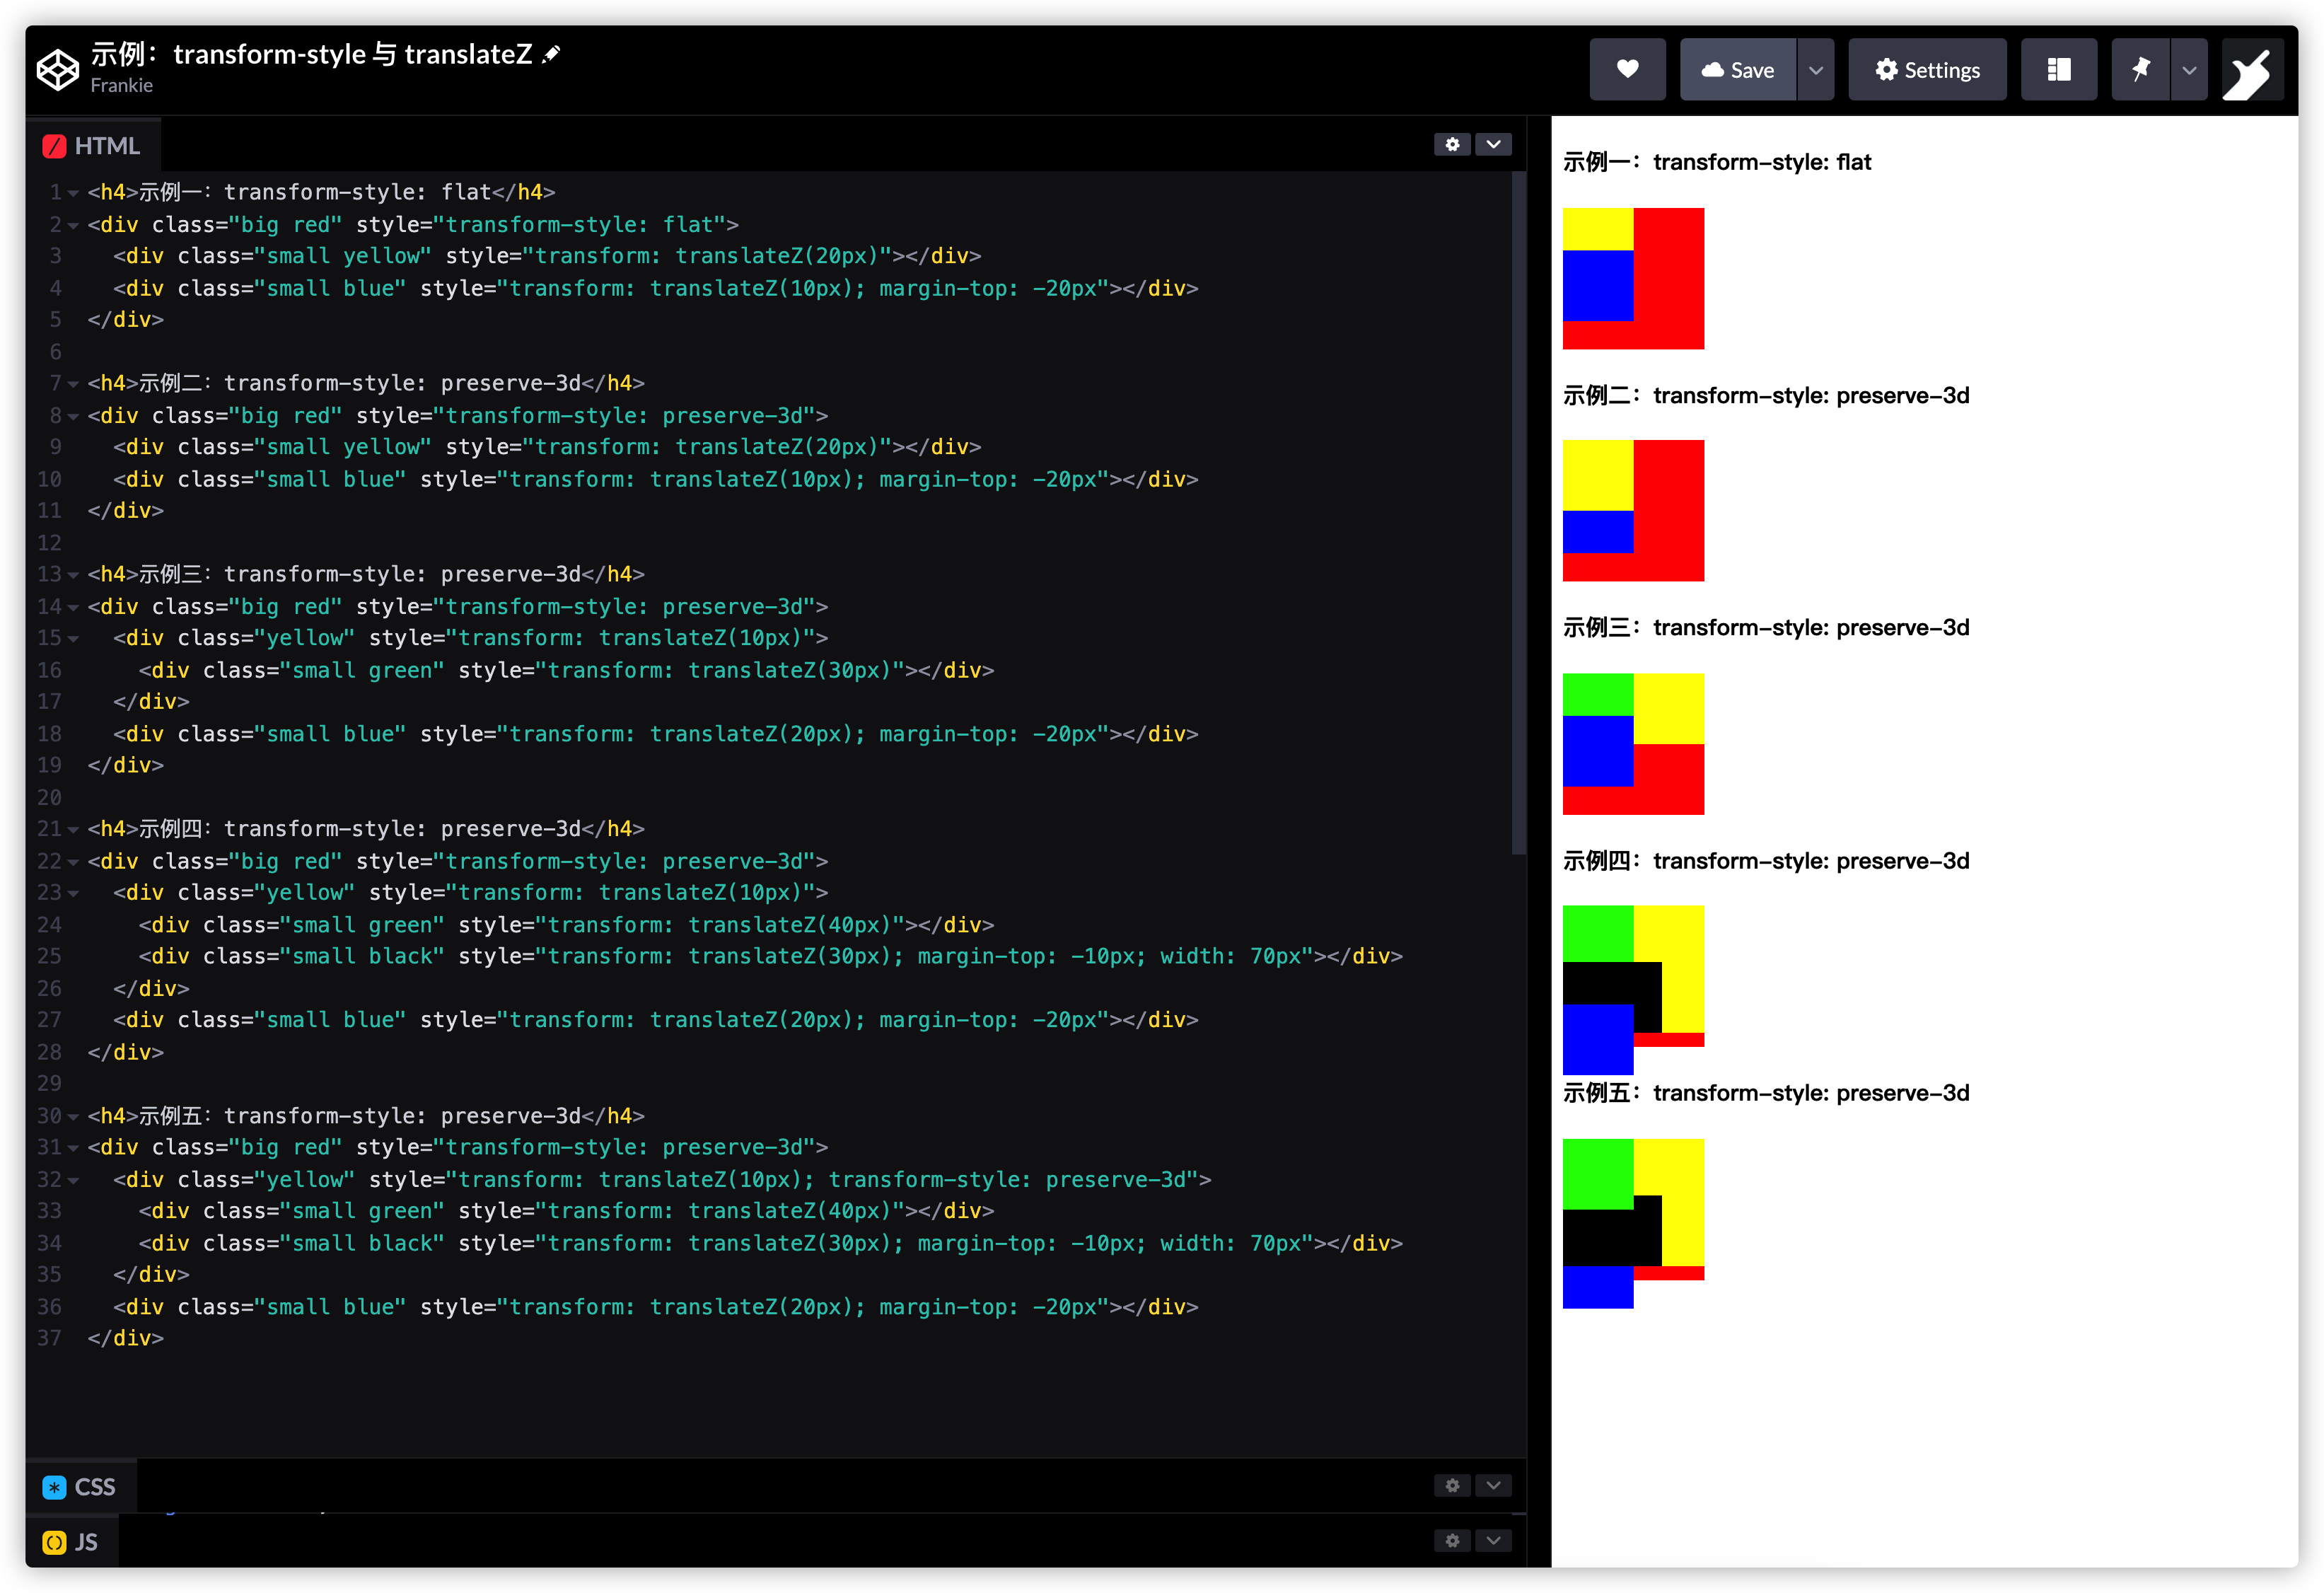 示例：transform-style 与 translateZ
Frankie
Save
Settings
HTML
1 <h4>示例一：transform-style: flat</h4>
2 <div class="big red" style="transform-style: flat">
3   <div class="small yellow" style="transform: translateZ(20px)"></div>
4   <div class="small blue" style="transform: translateZ(10px); margin-top: -20px"></div>
5 </div>
6
7 <h4>示例二：transform-style: preserve-3d</h4>
8 <div class="big red" style="transform-style: preserve-3d">
9   <div class="small yellow" style="transform: translateZ(20px)"></div>
10   <div class="small blue" style="transform: translateZ(10px); margin-top: -20px"></div>
11 </div>
12
13 <h4>示例三：transform-style: preserve-3d</h4>
14 <div class="big red" style="transform-style: preserve-3d">
15   <div class="yellow" style="transform: translateZ(10px)">
16     <div class="small green" style="transform: translateZ(30px)"></div>
17   </div>
18   <div class="small blue" style="transform: translateZ(20px); margin-top: -20px"></div>
19 </div>
20
21 <h4>示例四：transform-style: preserve-3d</h4>
22 <div class="big red" style="transform-style: preserve-3d">
23   <div class="yellow" style="transform: translateZ(10px)">
24     <div class="small green" style="transform: translateZ(40px)"></div>
25     <div class="small black" style="transform: translateZ(30px); margin-top: -10px; width: 70px"></div>
26   </div>
27   <div class="small blue" style="transform: translateZ(20px); margin-top: -20px"></div>
28 </div>
29
30 <h4>示例五：transform-style: preserve-3d</h4>
31 <div class="big red" style="transform-style: preserve-3d">
32   <div class="yellow" style="transform: translateZ(10px); transform-style: preserve-3d">
33     <div class="small green" style="transform: translateZ(40px)"></div>
34     <div class="small black" style="transform: translateZ(30px); margin-top: -10px; width: 70px"></div>
35   </div>
36   <div class="small blue" style="transform: translateZ(20px); margin-top: -20px"></div>
37 </div>
CSS
JS
示例一：transform-style: flat
示例二：transform-style: preserve-3d
示例三：transform-style: preserve-3d
示例四：transform-style: preserve-3d
示例五：transform-style: preserve-3d